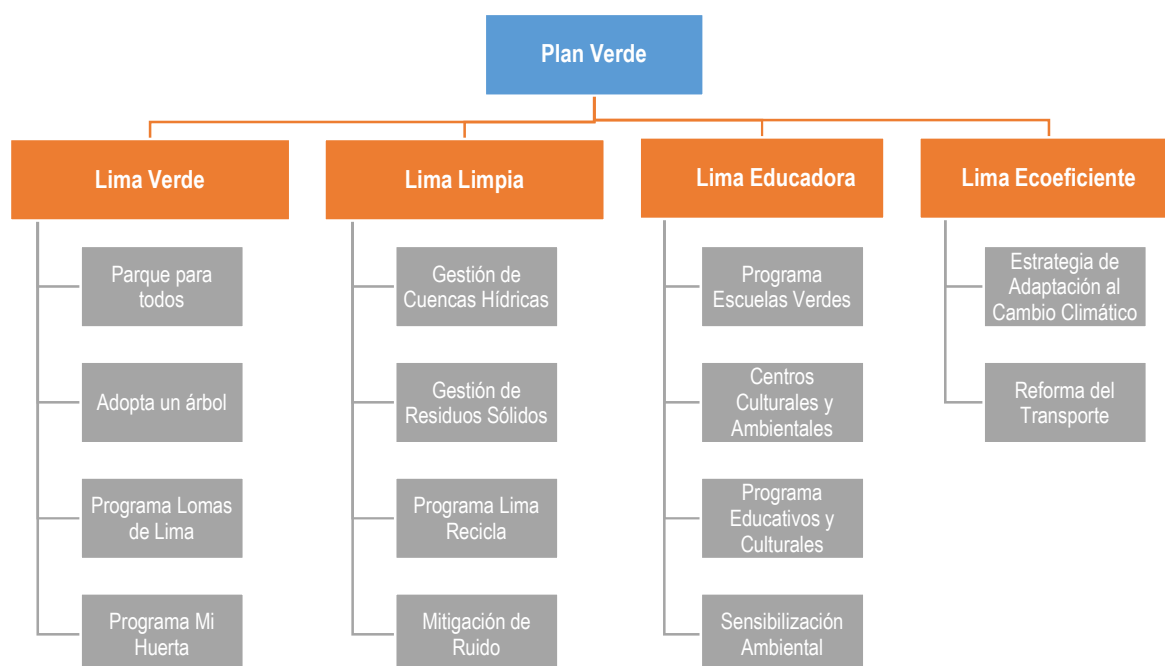 Plan Verde
Lima Verde
Parque para
todos
Adopta un árbol
Programa Lomas
de Lima
Programa Mi
Huerta
Lima Limpia
Gestión de
Cuencas Hídricas
Gestión de
Residuos Sólidos
Programa Lima
Recicla
Mitigación de
Ruido
Lima Educadora
Programa
Escuelas Verdes
Centros
Culturales y
Ambientales
Programa
Educativos y
Culturales
Sensibilización
Ambiental
Lima Ecoeficiente
Estrategia de
Adaptación al
Cambio Climático
Reforma del
Transporte